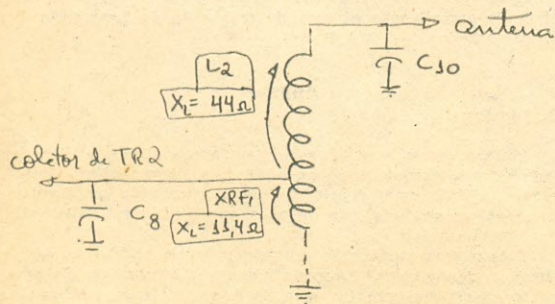 antena
L2
C10
XL = 44Ω
coletor de TR2
XRF1
C8
XL = 11,4Ω